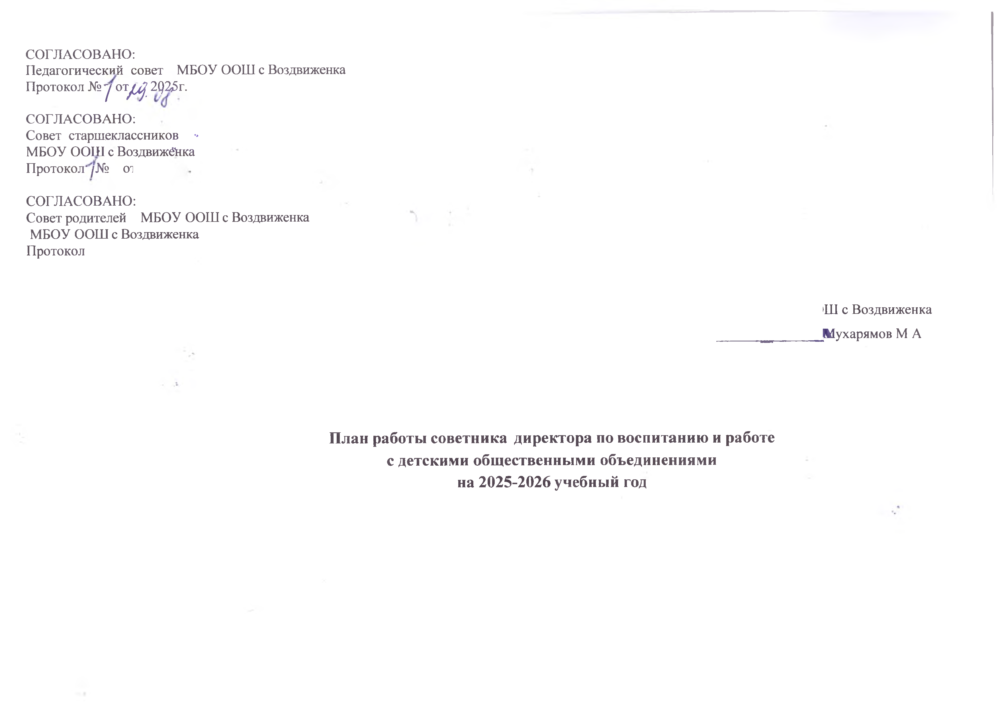 СОГЛАСОВАНО:
Педагогический совет МБОУ ООШ с Воздвиженка
Протокол № 1 от 29.08. 2025г.
СОГЛАСОВАНО:
Совет старшеклассников
МБОУ ООШ с Воздвиженка
Протокол 1 № от
СОГЛАСОВАНО:
Совет родителей МБОУ ООШ с Воздвиженка
МБОУ ООШ с Воздвиженка
Протокол
Ш с Воздвиженка
Мухарямов М А
План работы советника директора по воспитанию и работе
с детскими общественными объединениями
на 2025-2026 учебный год